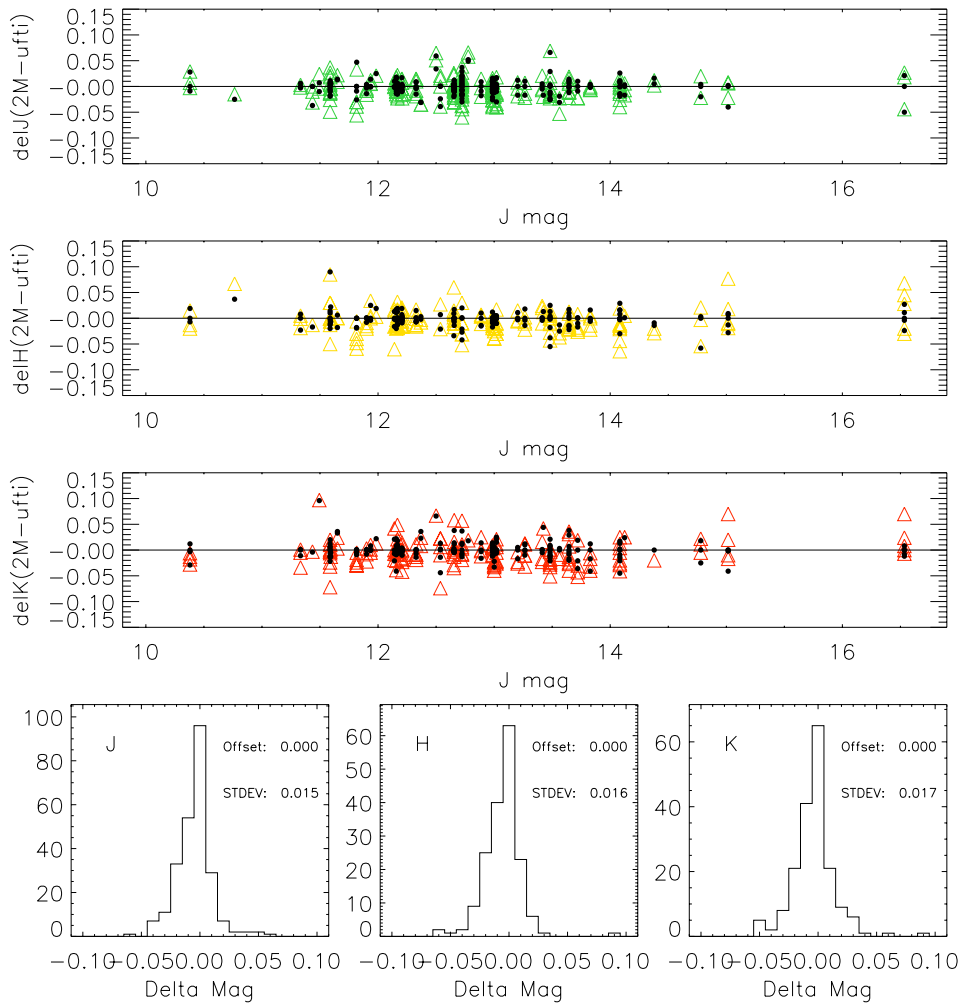 delJ(2M-ufti)
0.15
0.10
0.05
-0.00
-0.05
-0.10
-0.15
10 12 14 16
J mag
delH(2M-ufti)
0.15
0.10
0.05
-0.00
-0.05
-0.10
-0.15
10 12 14 16
J mag
delK(2M-ufti)
0.15
0.10
0.05
-0.00
-0.05
-0.10
-0.15
10 12 14 16
J mag
J
Offset: 0.000
STDEV: 0.015
100
80
60
40
20
0
-0.10-0.050.00 0.05 0.10
Delta Mag
H
Offset: 0.000
STDEV: 0.016
60
50
40
30
20
10
0
-0.10-0.050.00 0.05 0.10
Delta Mag
K
Offset: 0.000
STDEV: 0.017
60
40
20
0
-0.10-0.050.00 0.05 0.10
Delta Mag